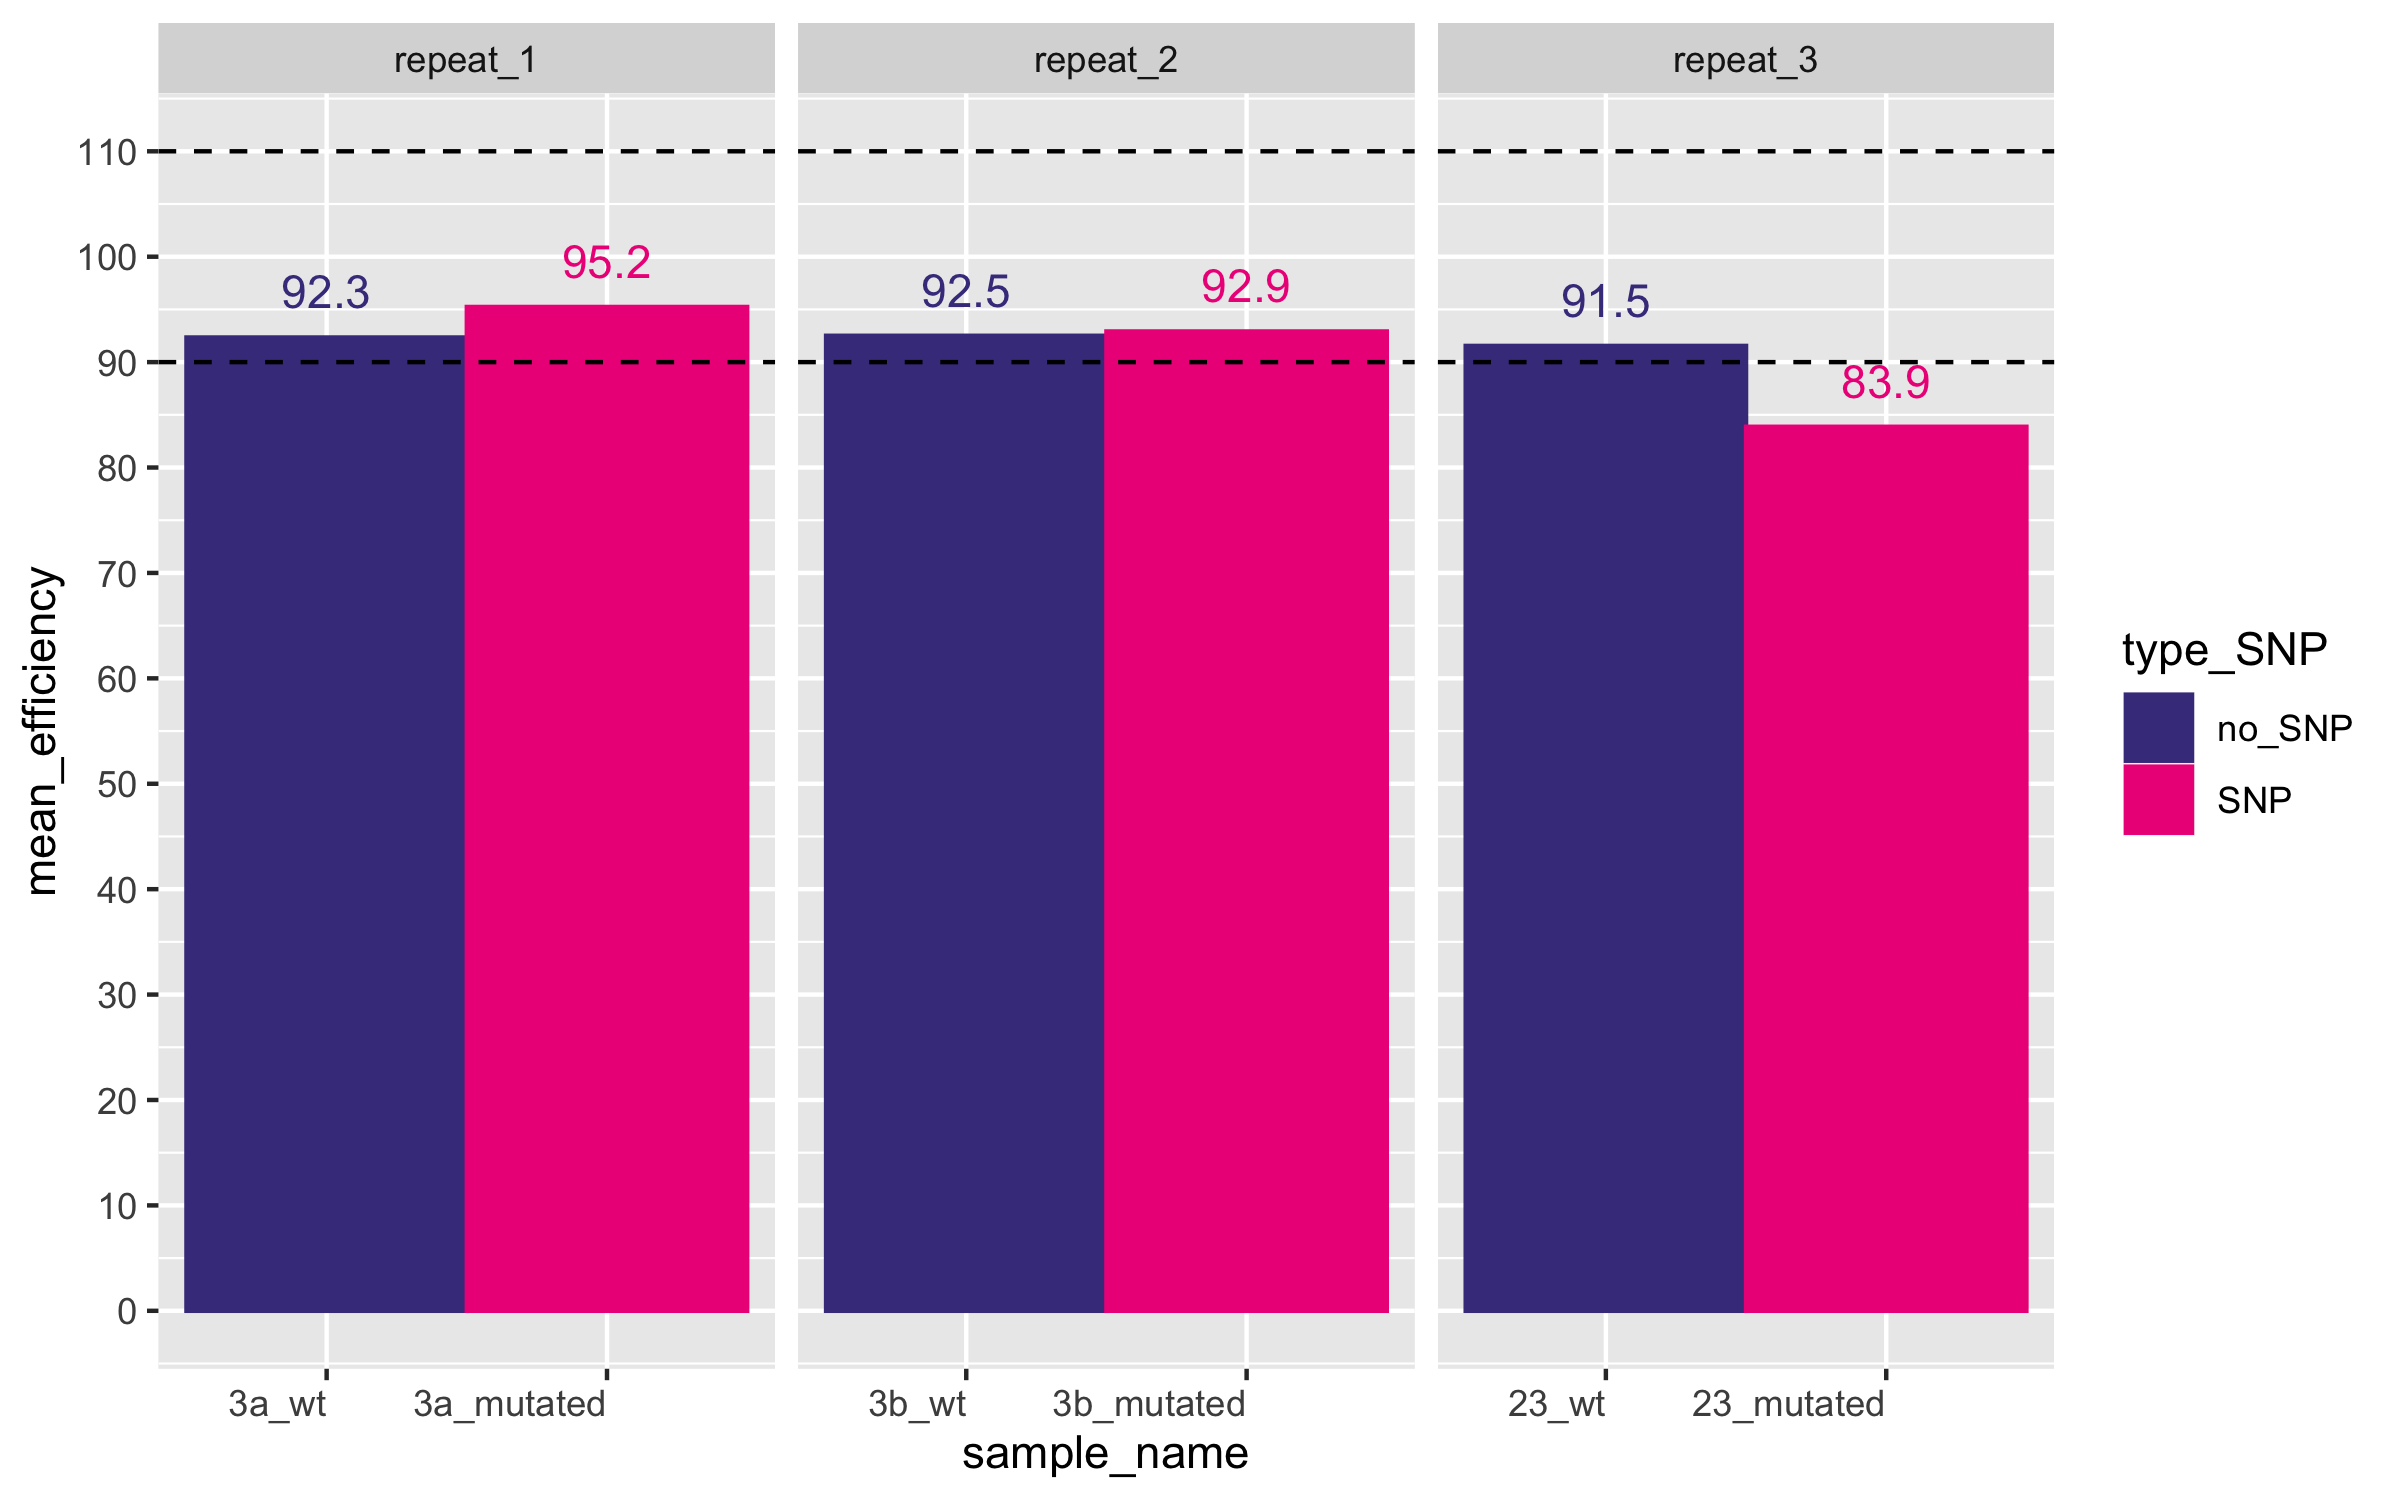 repeat_1
repeat_2
repeat_3
110
100
90
80
70
60
50
40
30
20
10
0
92.3
95.2
92.5
92.9
91.5
83.9
3a_wt
3a_mutated
3b_wt
3b_mutated
23_wt
23_mutated
sample_name
mean_efficiency
type_SNP
no_SNP
SNP